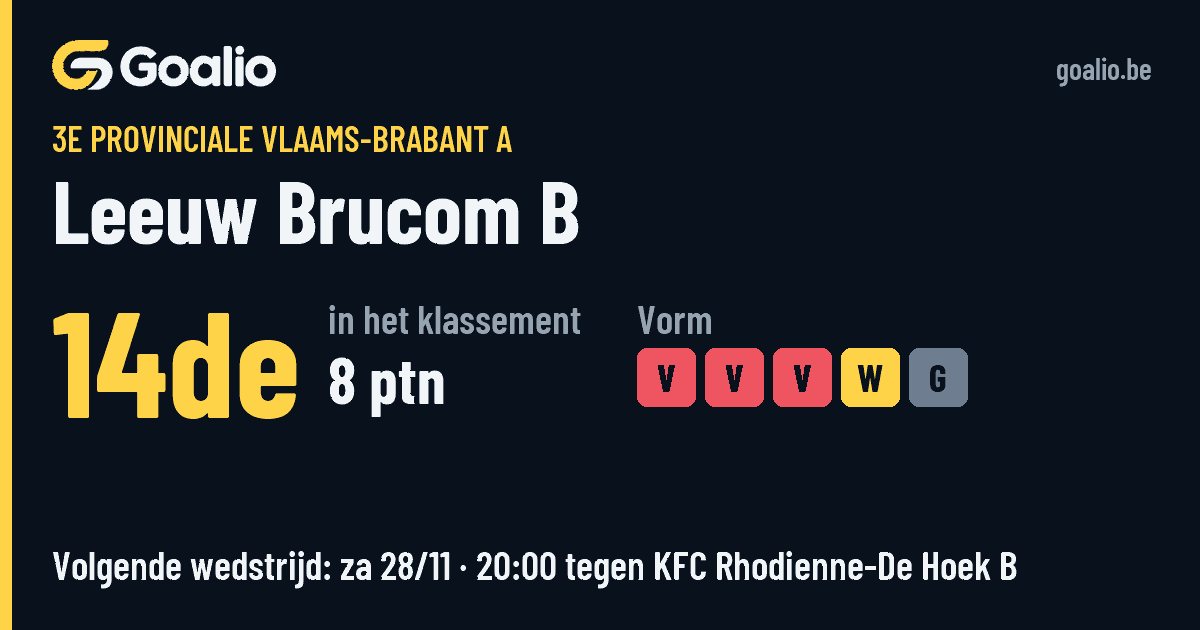 Goalio
goalio.be
3E PROVINCIALE VLAAMS-BRABANT A
Leeuw Brucom B
14de
in het klassement
8 ptn
Vorm
V V V W G
Volgende wedstrijd: za 28/11 · 20:00 tegen KFC Rhodienne-De Hoek B